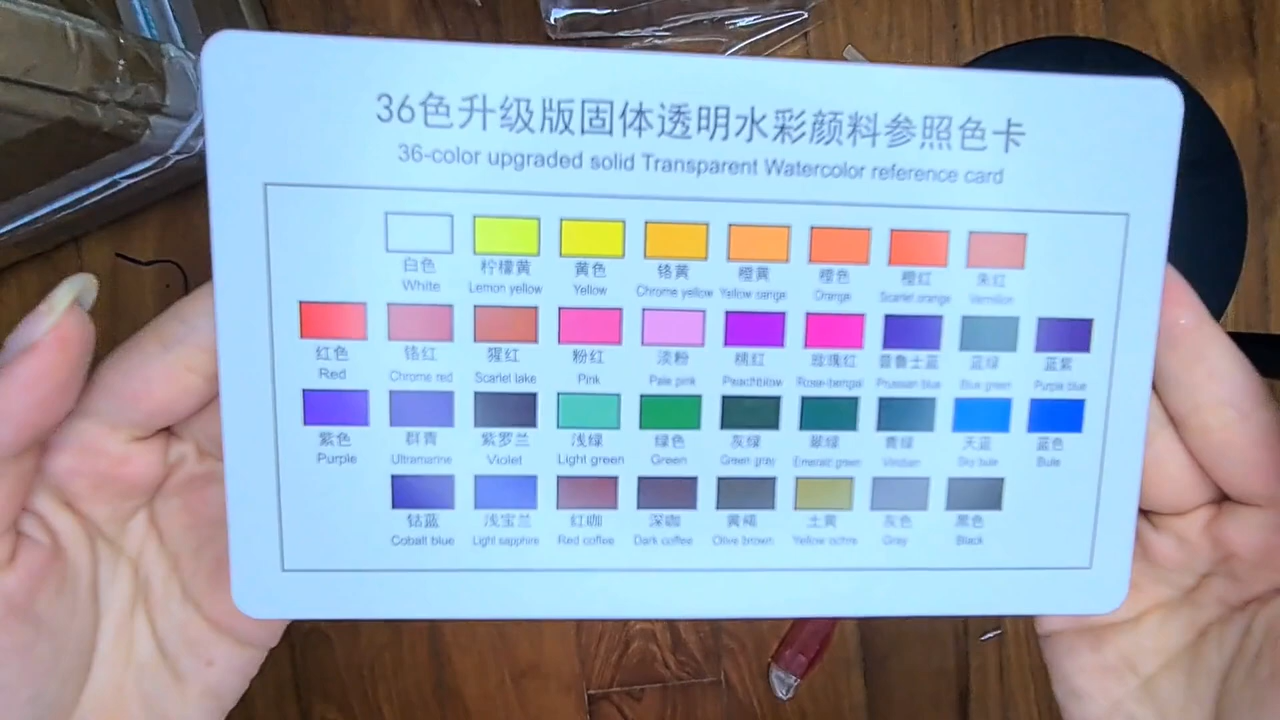 36色升级版固体透明水彩颜料参照色卡
36-color upgraded solid Transparent Watercolor reference card
白色 柠檬黄 黄色 铬黄 橙黄 橙色 橙红 朱红
White Lemon yellow Yellow Chrome yellow Yellow orange Orange Scarlet orange Vermilion
红色 铬红 猩红 粉红 淡粉 桃红 玫瑰红 普鲁士蓝 蓝绿 蓝紫
Red Chrome red Scarlet lake Pink Pale pink Peachblow Rose bengal Prussian blue Blue green Purple blue
紫色 群青 紫罗兰 浅绿 绿色 灰绿 翠绿 青绿 天蓝 蓝色
Purple Ultramarine Violet Light green Green Green gray Emerald green Viridian Sky bule Bule
钴蓝 浅宝兰 红咖 深咖 黄褐 土黄 灰色 黑色
Cobalt blue Light sapphire Red coffee Dark coffee Olive brown Yellow ochre Gray Black